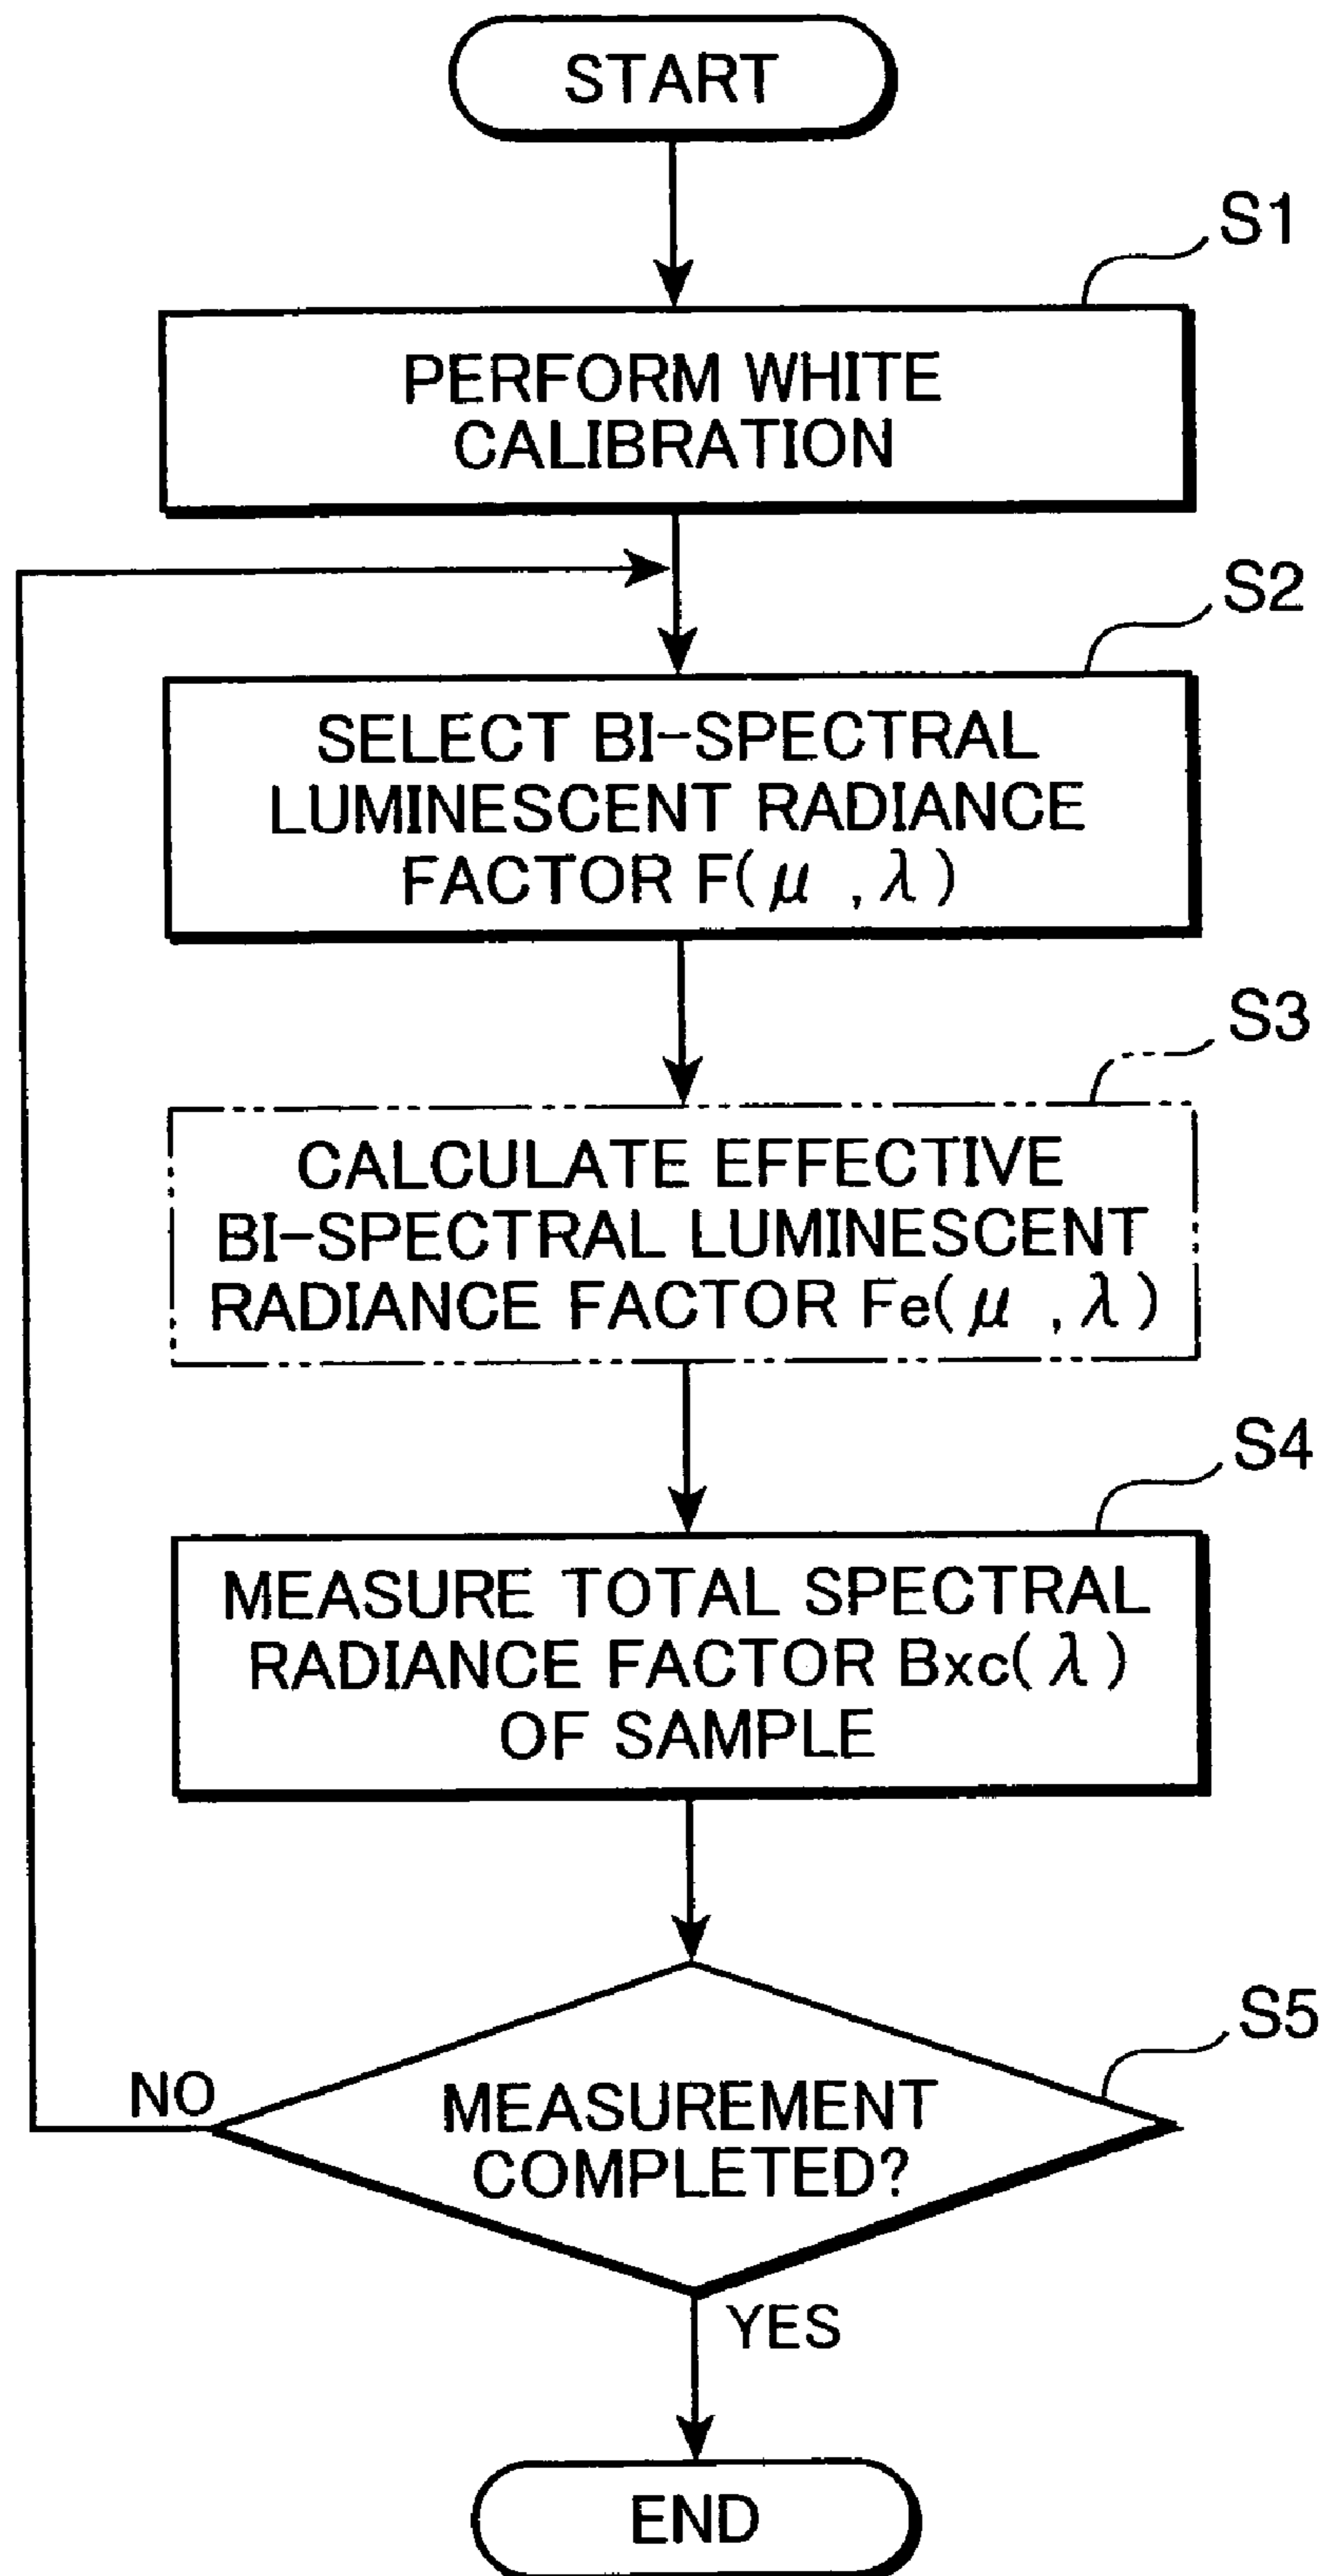 START
S1
PERFORM WHITE
CALIBRATION
S2
SELECT BI-SPECTRAL
LUMINESCENT RADIANCE
FACTOR F(μ ,λ)
S3
CALCULATE EFFECTIVE
BI-SPECTRAL LUMINESCENT
RADIANCE FACTOR Fe(μ ,λ)
S4
MEASURE TOTAL SPECTRAL
RADIANCE FACTOR Bxc(λ)
OF SAMPLE
S5
NO
MEASUREMENT
COMPLETED?
YES
END